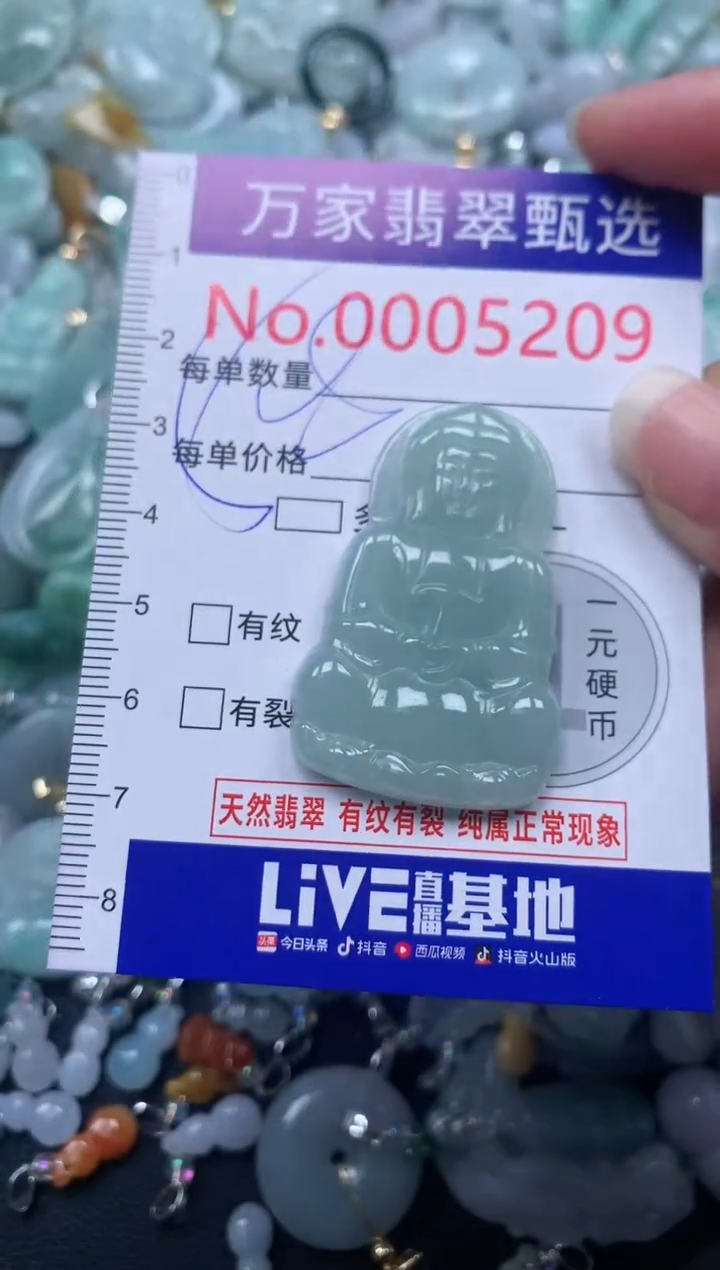 0
万家翡翠甄选
1
No.0005209
2
每单数量
3
每单价格
4
一元硬币
5
有纹
6
有裂
7
天然翡翠 有纹有裂 纯属正常现象
LiVE直播基地
8
头条 今日头条 抖音 西瓜视频 抖音火山版